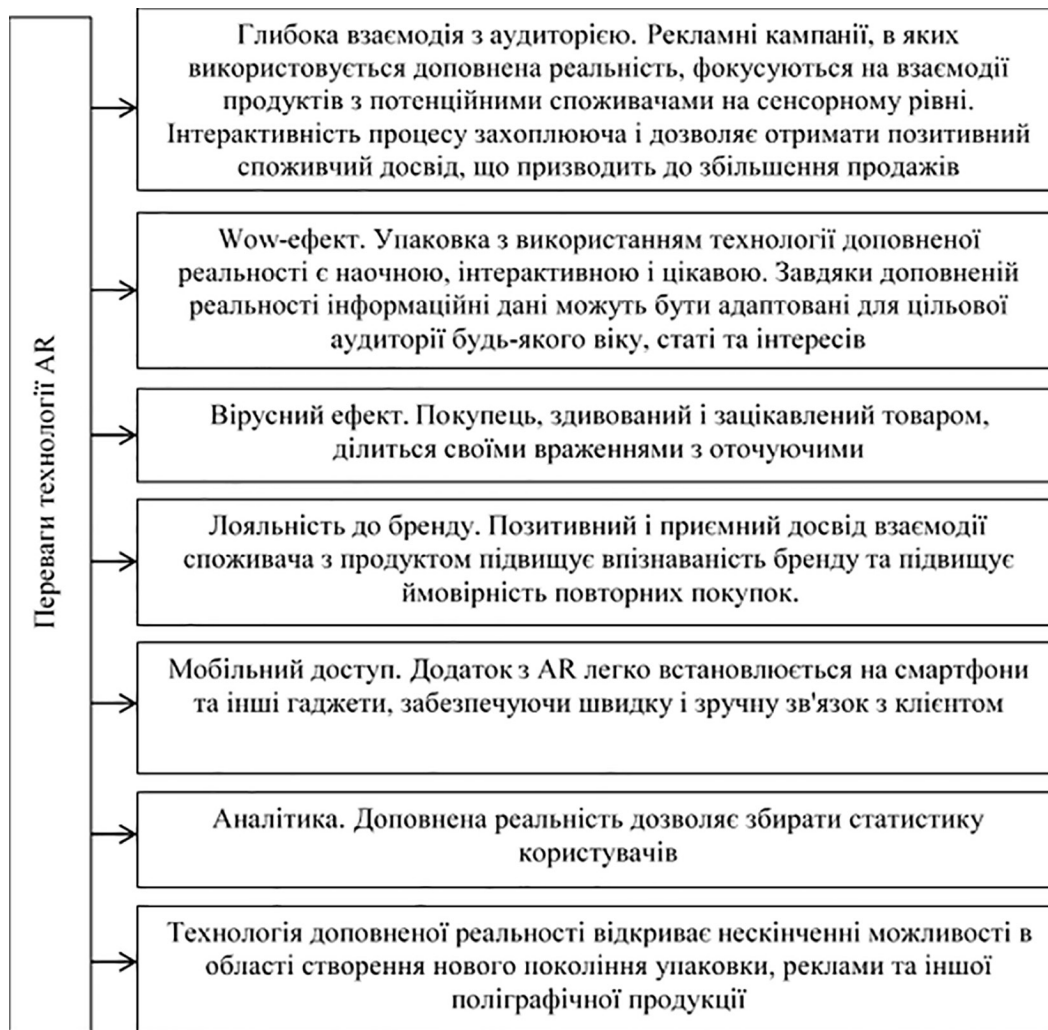 Переваги технології AR
Глибока взаємодія з аудиторією. Рекламні кампанії, в яких
використовується доповнена реальність, фокусуються на взаємодії
продуктів з потенційними споживачами на сенсорному рівні.
Інтерактивність процесу захоплююча і дозволяє отримати позитивний
споживчий досвід, що призводить до збільшення продажів
Wow-ефект. Упаковка з використанням технології доповненої
реальності є наочною, інтерактивною і цікавою. Завдяки доповненій
реальності інформаційні дані можуть бути адаптовані для цільової
аудиторії будь-якого віку, статі та інтересів
Вірусний ефект. Покупець, здивований і зацікавлений товаром,
ділиться своїми враженнями з оточуючими
Лояльність до бренду. Позитивний і приємний досвід взаємодії
споживача з продуктом підвищує впізнаваність бренду та підвищує
ймовірність повторних покупок.
Мобільний доступ. Додаток з AR легко встановлюється на смартфони
та інші гаджети, забезпечуючи швидку і зручну зв'язок з клієнтом
Аналітика. Доповнена реальність дозволяє збирати статистику
користувачів
Технологія доповненої реальності відкриває нескінченні можливості в
області створення нового покоління упаковки, реклами та іншої
поліграфічної продукції